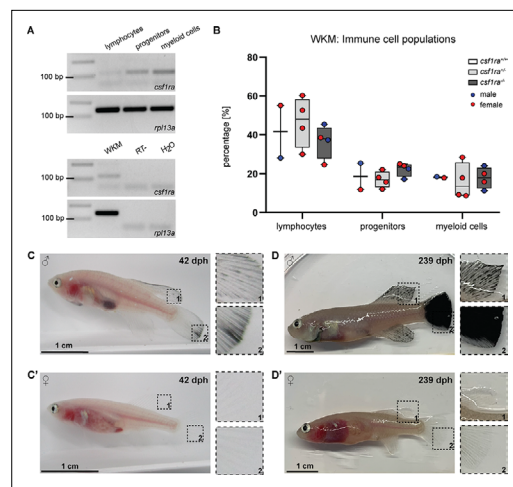 A
lymphocytes
progenitors
myeloid cells
100 bp
csf1ra
100 bp
rpl13a
WKM
RT-
H2O
100 bp
csf1ra
100 bp
rpl13a
B
WKM: Immune cell populations
csf1ra+/+
csf1ra+/-
csf1ra-/-
male
female
percentage [%]
80
60
40
20
0
lymphocytes
progenitors
myeloid cells
C
♂
42 dph
1
2
1 cm
1
2
D
♂
239 dph
1
2
1 cm
1
2
C'
♀
42 dph
1
2
1 cm
1
2
D'
♀
239 dph
1
2
1 cm
1
2